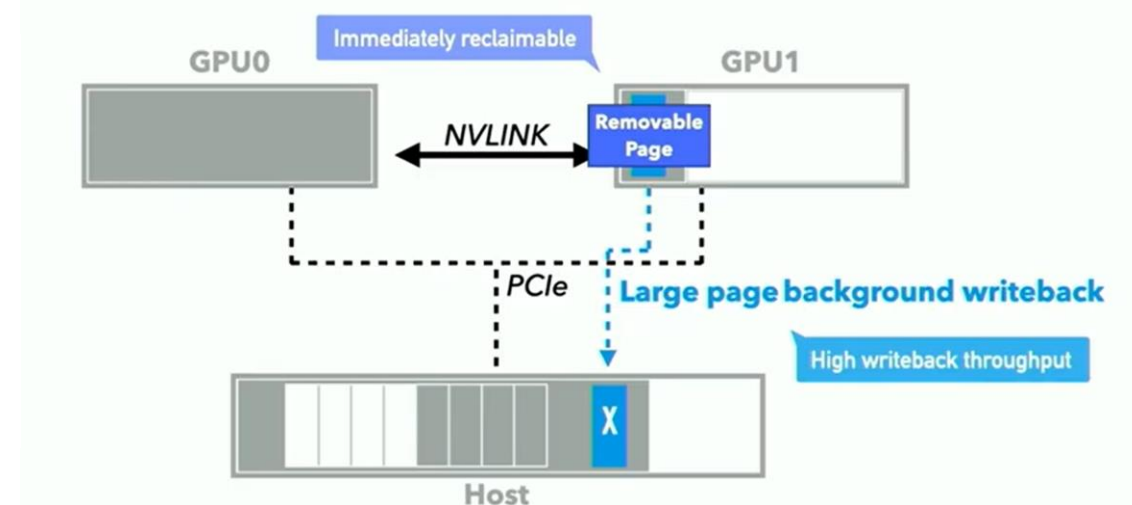 Immediately reclaimable
GPU0
GPU1
NVLINK
Removable
Page
PCIe
Large page background writeback
High writeback throughput
X
Host